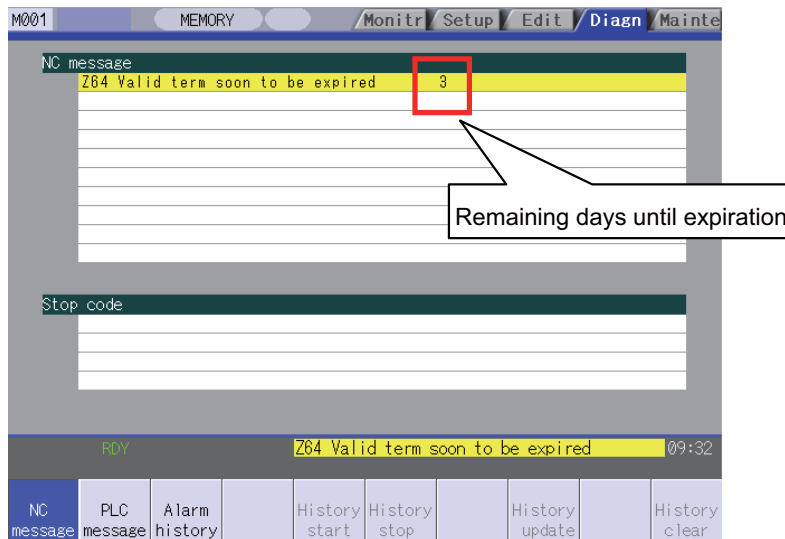 M001 MEMORY Monitr Setup Edit Diagn Mainte
NC message
Z64 Valid term soon to be expired 3
Remaining days until expiration
Stop code
RDY Z64 Valid term soon to be expired 09:32
NC message PLC message Alarm history History start History stop History update History clear